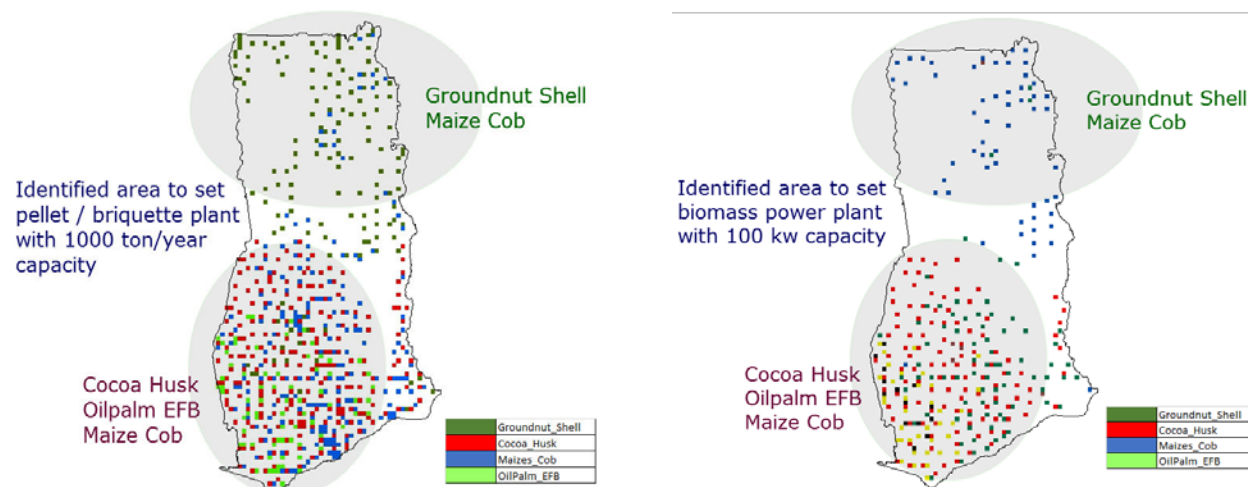 Groundnut Shell
Maize Cob
Identified area to set
pellet / briquette plant
with 1000 ton/year
capacity
Cocoa Husk
Oilpalm EFB
Maize Cob
Groundnut_Shell
Cocoa_Husk
Maizes_Cob
OilPalm_EFB
Groundnut Shell
Maize Cob
Identified area to set
biomass power plant
with 100 kw capacity
Cocoa Husk
Oilpalm EFB
Maize Cob
Groundnut_Shell
Cocoa_Husk
Maizes_Cob
OilPalm_EFB